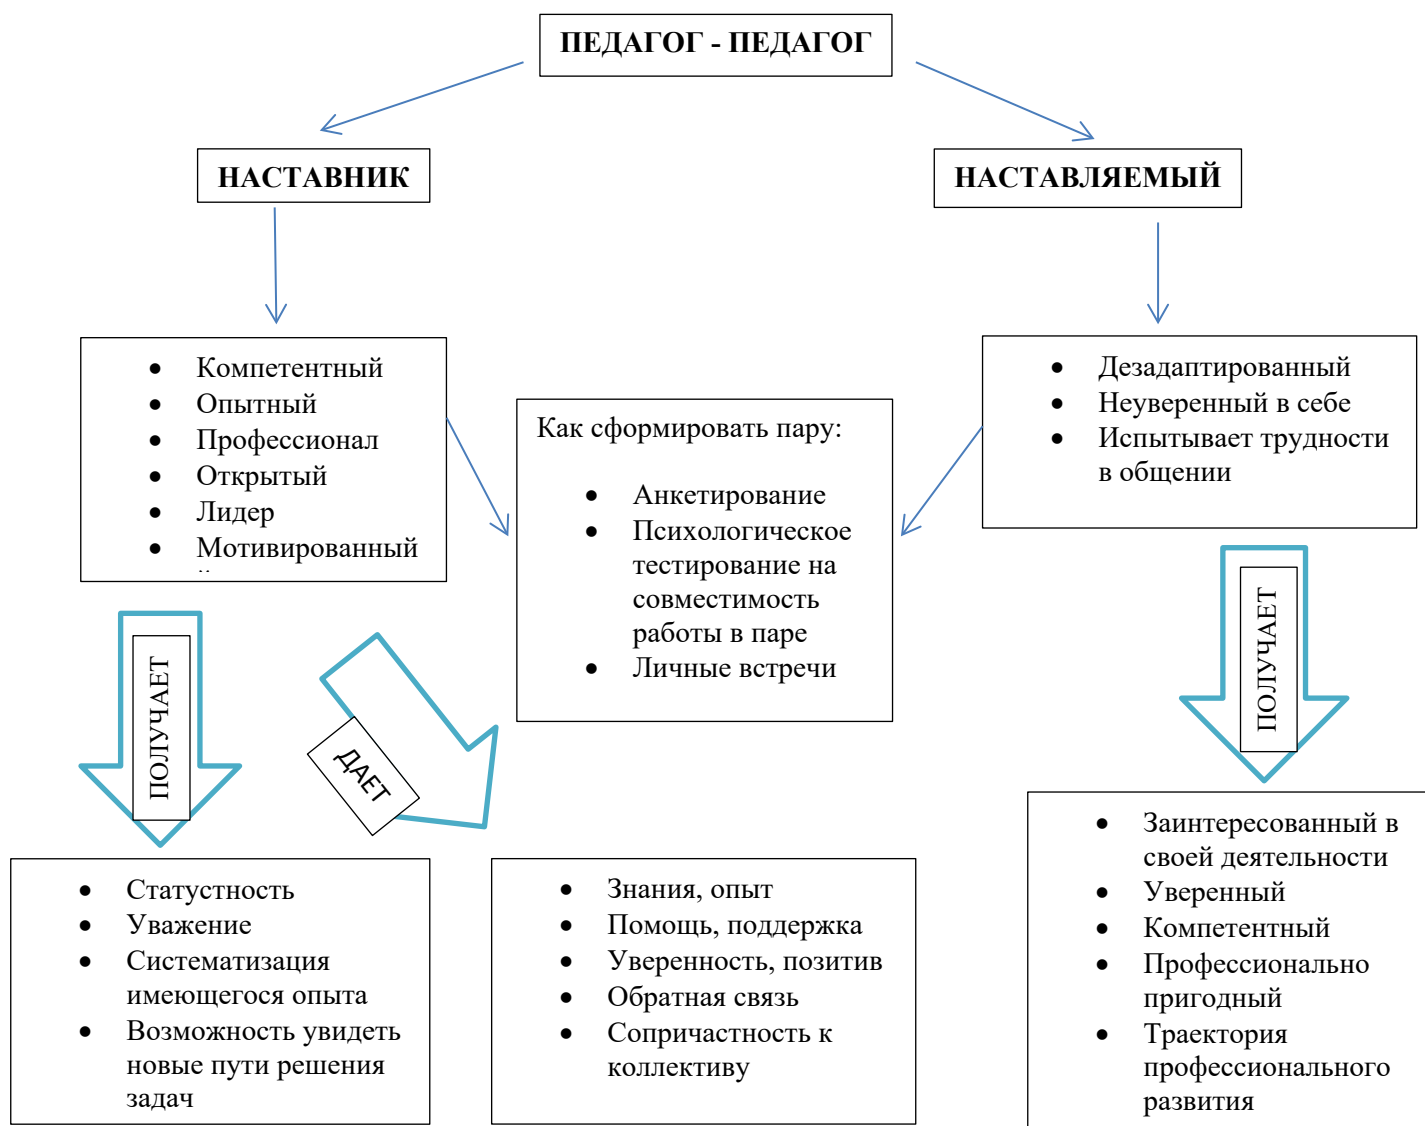 ПЕДАГОГ - ПЕДАГОГ
НАСТАВНИК
НАСТАВЛЯЕМЫЙ
• Компетентный
• Опытный
• Профессионал
• Открытый
• Лидер
• Мотивированный
Как сформировать пару:
• Анкетирование
• Психологическое
тестирование на
совместимость
работы в паре
• Личные встречи
• Дезадаптированный
• Неуверенный в себе
• Испытывает трудности
в общении
ПОЛУЧАЕТ
ДАЕТ
ПОЛУЧАЕТ
• Статустность
• Уважение
• Систематизация
имеющегося опыта
• Возможность увидеть
новые пути решения
задач
• Знания, опыт
• Помощь, поддержка
• Уверенность, позитив
• Обратная связь
• Сопричастность к
коллективу
• Заинтересованный в
своей деятельности
• Уверенный
• Компетентный
• Профессионально
пригодный
• Траектория
профессионального
развития